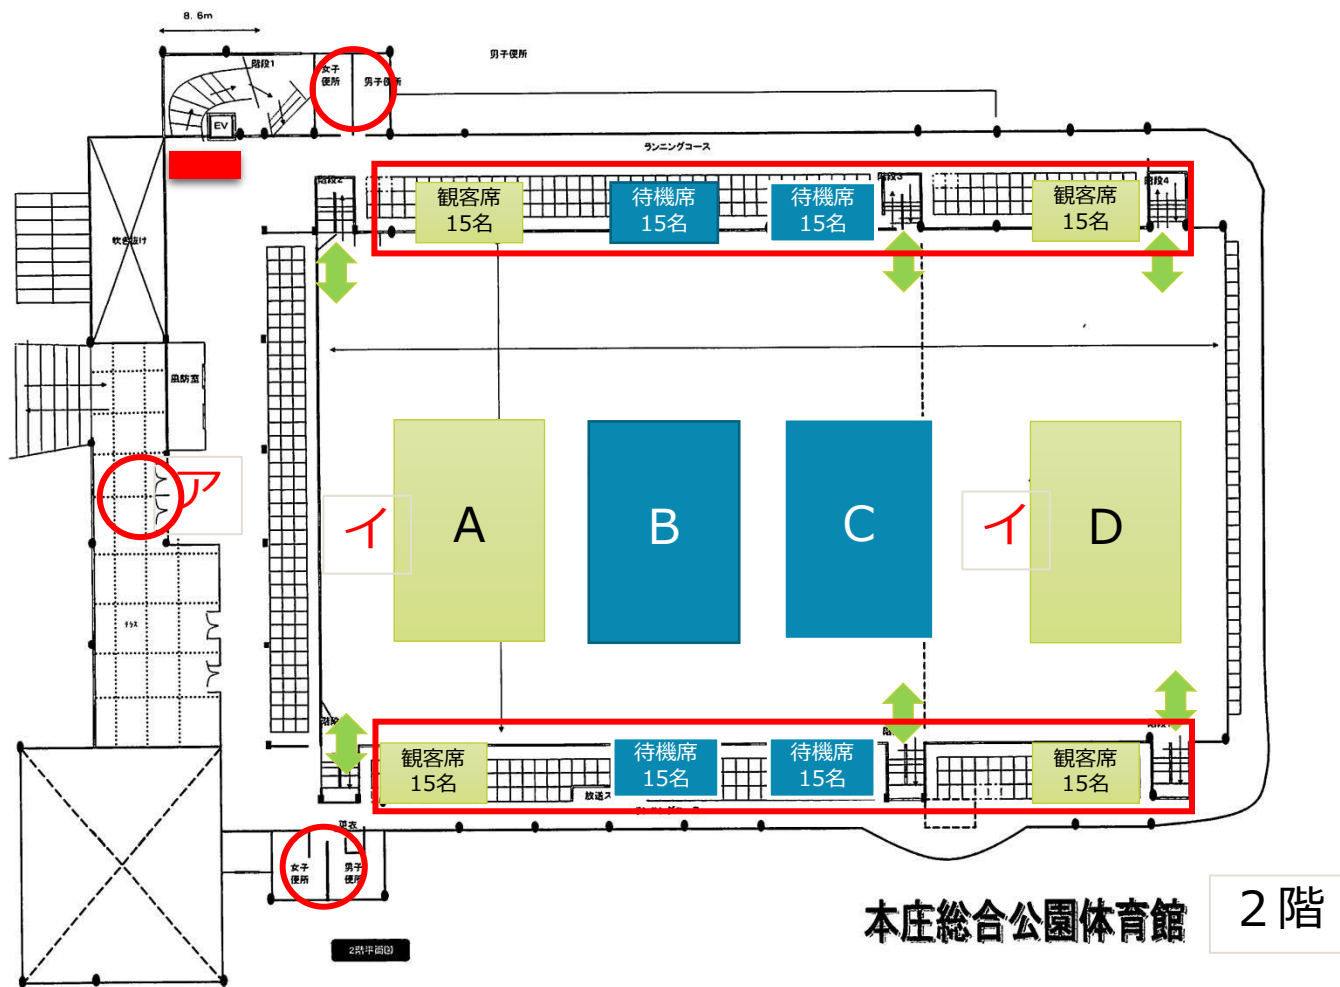 8.6m
男子便所
階段1
女子
便所
男子便所
EV
ランニングコース
階段2
階段3
階段4
観客席
15名
待機席
15名
待機席
15名
観客席
15名
吹き抜け
風防室
ア
イ
A
B
C
イ
D
テラス
観客席
15名
待機席
15名
待機席
15名
観客席
15名
女子
便所
男子
便所
本庄総合公園体育館
2階
2階平面図